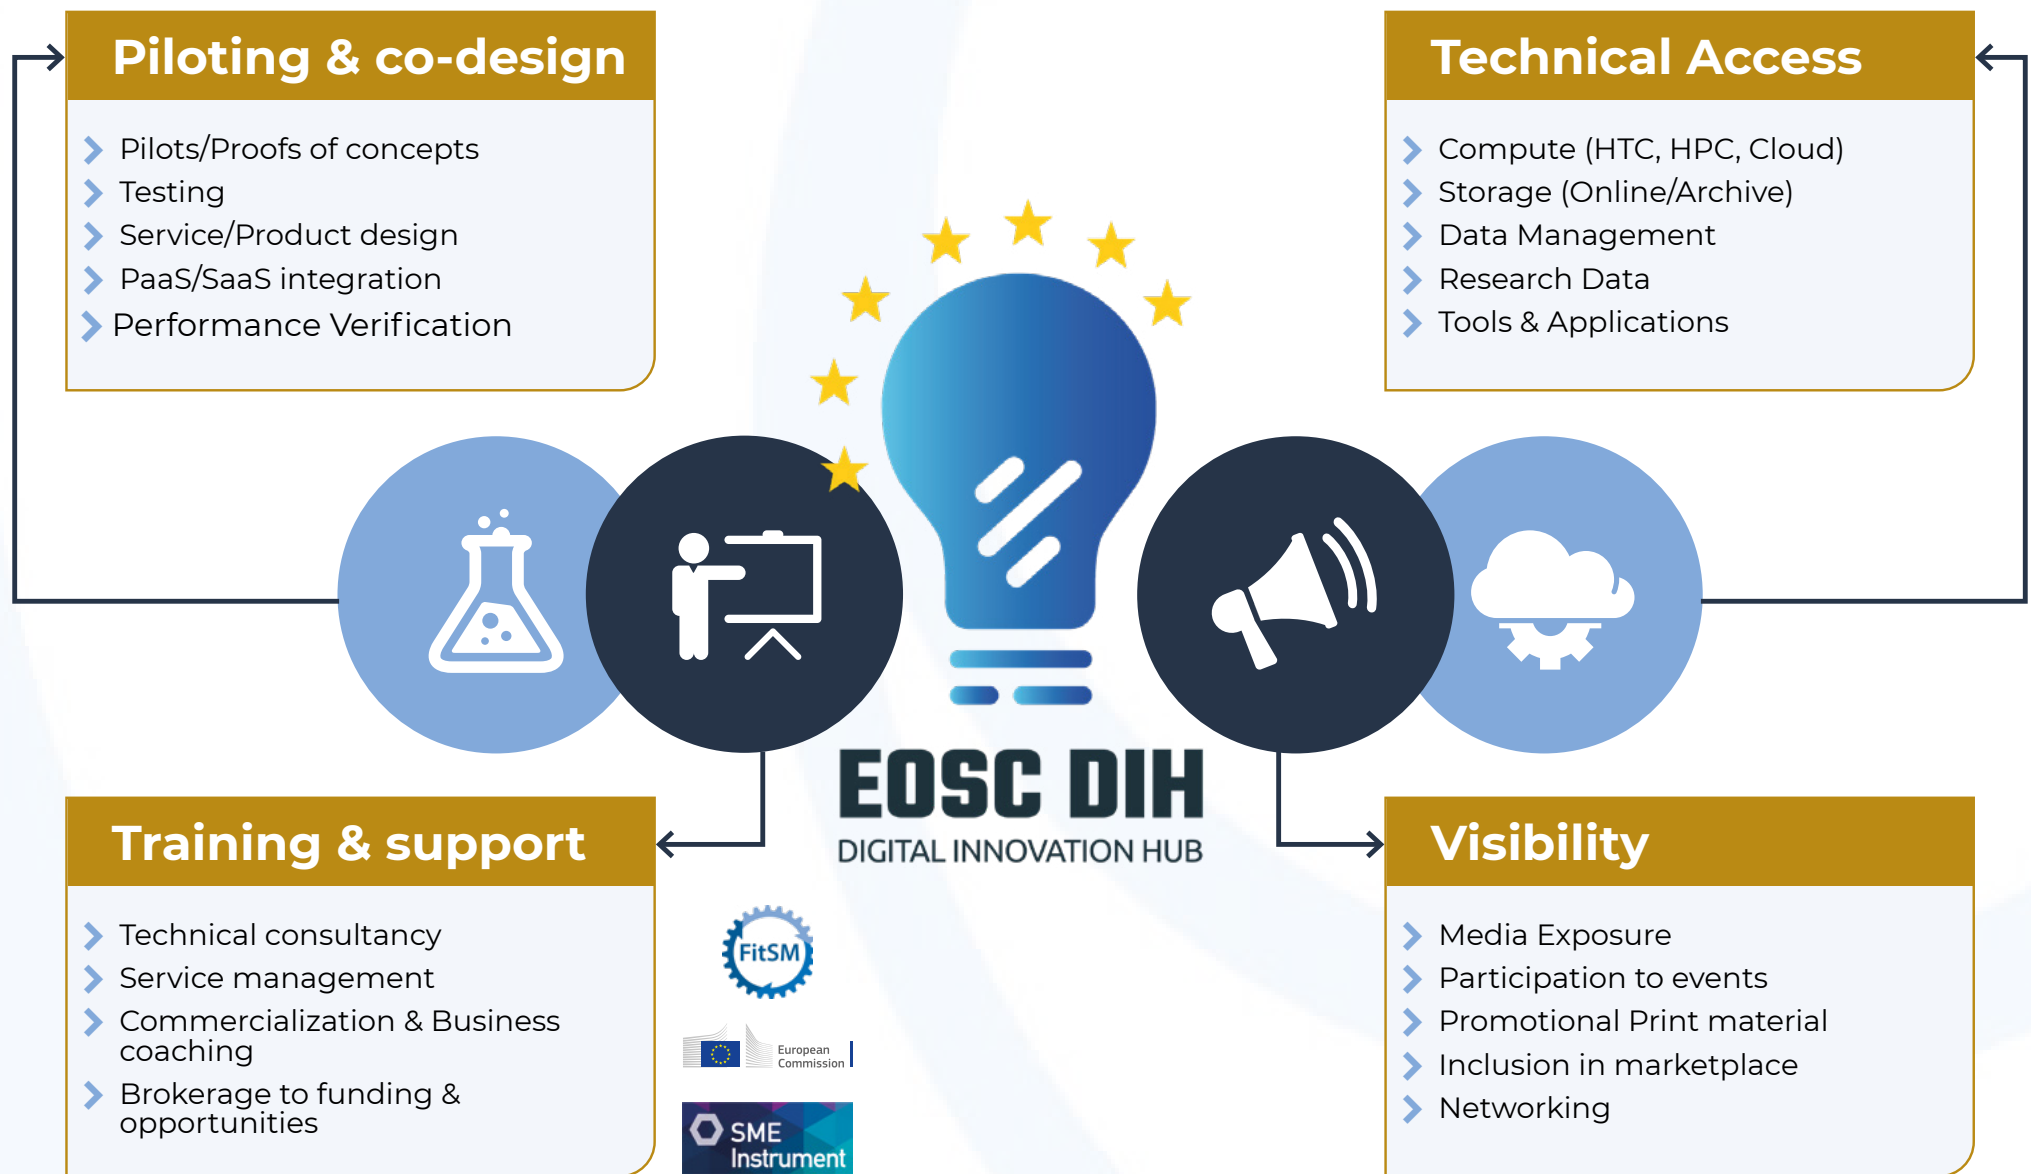 Piloting & co-design
Pilots/Proofs of concepts
Testing
Service/Product design
PaaS/SaaS integration
Performance Verification
Technical Access
Compute (HTC, HPC, Cloud)
Storage (Online/Archive)
Data Management
Research Data
Tools & Applications
EOSC DIH
DIGITAL INNOVATION HUB
Training & support
Technical consultancy
Service management
Commercialization & Business
coaching
Brokerage to funding &
opportunities
FitSM
European
Commission
SME
Instrument
Visibility
Media Exposure
Participation to events
Promotional Print material
Inclusion in marketplace
Networking